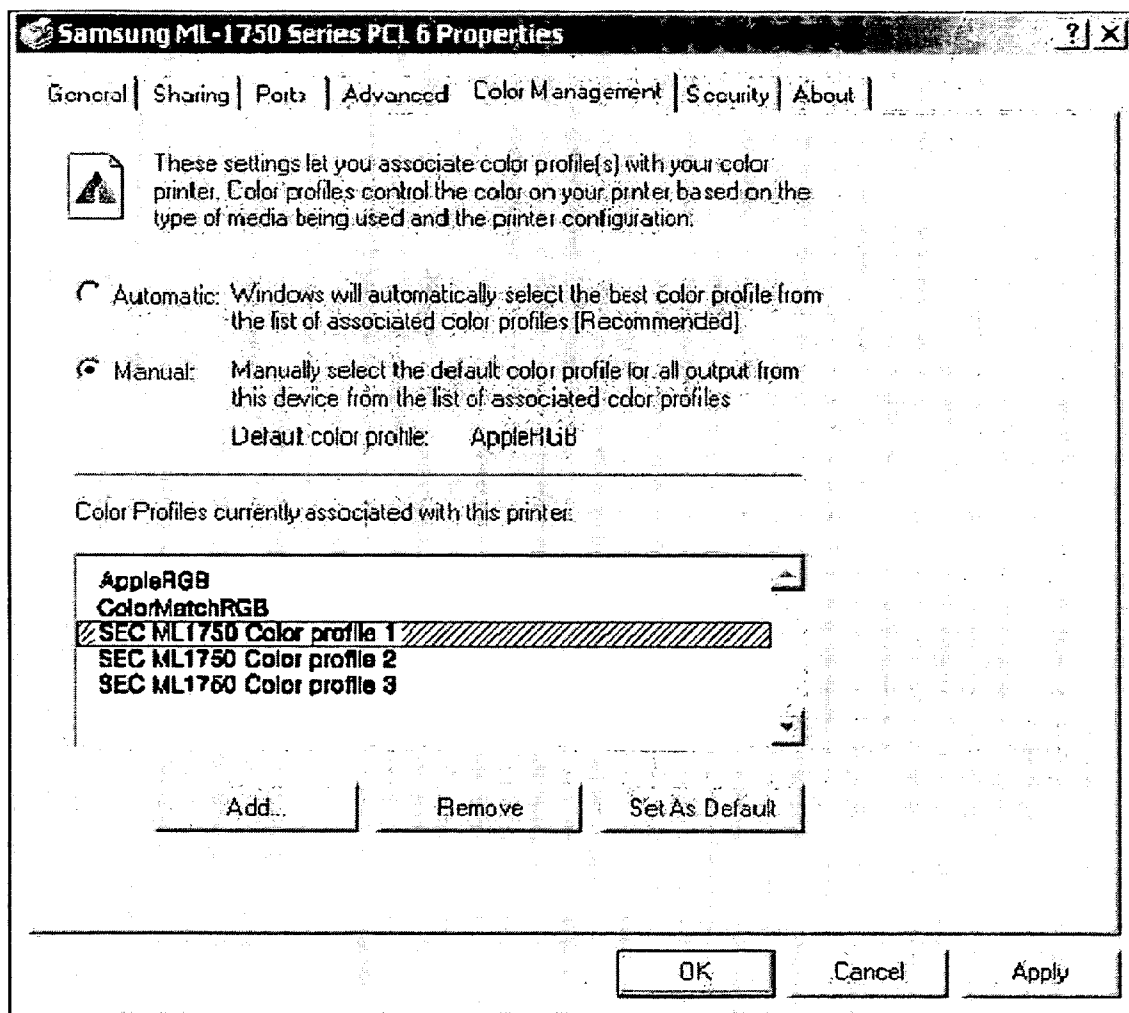 Samsung ML-1750 Series PCL 6 Properties
General Sharing Ports Advanced Color Management Security About
These settings let you associate color profile(s) with your color
printer. Color profiles control the color on your printer based on the
type of media being used and the printer configuration.
Automatic: Windows will automatically select the best color profile from
the list of associated color profiles [Recommended]
Manual: Manually select the default color profile for all output from
this device from the list of associated color profiles
Default color profile: AppleRGB
Color Profiles currently associated with this printer:
AppleRGB
ColorMatchRGB
SEC ML1750 Color profile 1
SEC ML1750 Color profile 2
SEC ML1750 Color profile 3
Add... Remove Set As Default
OK Cancel Apply